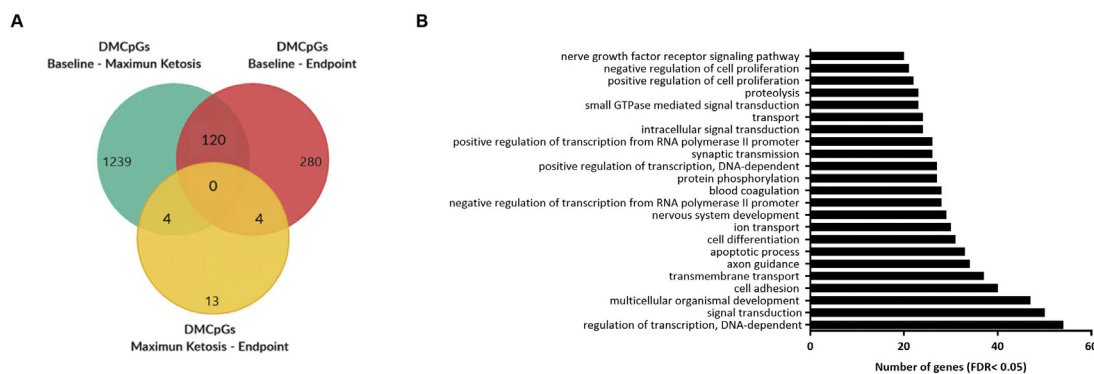 A
DMCpGs
Baseline - Maximun Ketosis
DMCpGs
Baseline - Endpoint
1239
120
280
0
4
4
13
DMCpGs
Maximun Ketosis - Endpoint
B
nerve growth factor receptor signaling pathway
negative regulation of cell proliferation
positive regulation of cell proliferation
proteolysis
small GTPase mediated signal transduction
transport
intracellular signal transduction
positive regulation of transcription from RNA polymerase II promoter
synaptic transmission
positive regulation of transcription, DNA-dependent
protein phosphorylation
blood coagulation
negative regulation of transcription from RNA polymerase II promoter
nervous system development
ion transport
cell differentiation
apoptotic process
axon guidance
transmembrane transport
cell adhesion
multicellular organismal development
signal transduction
regulation of transcription, DNA-dependent
0 20 40 60
Number of genes (FDR< 0.05)